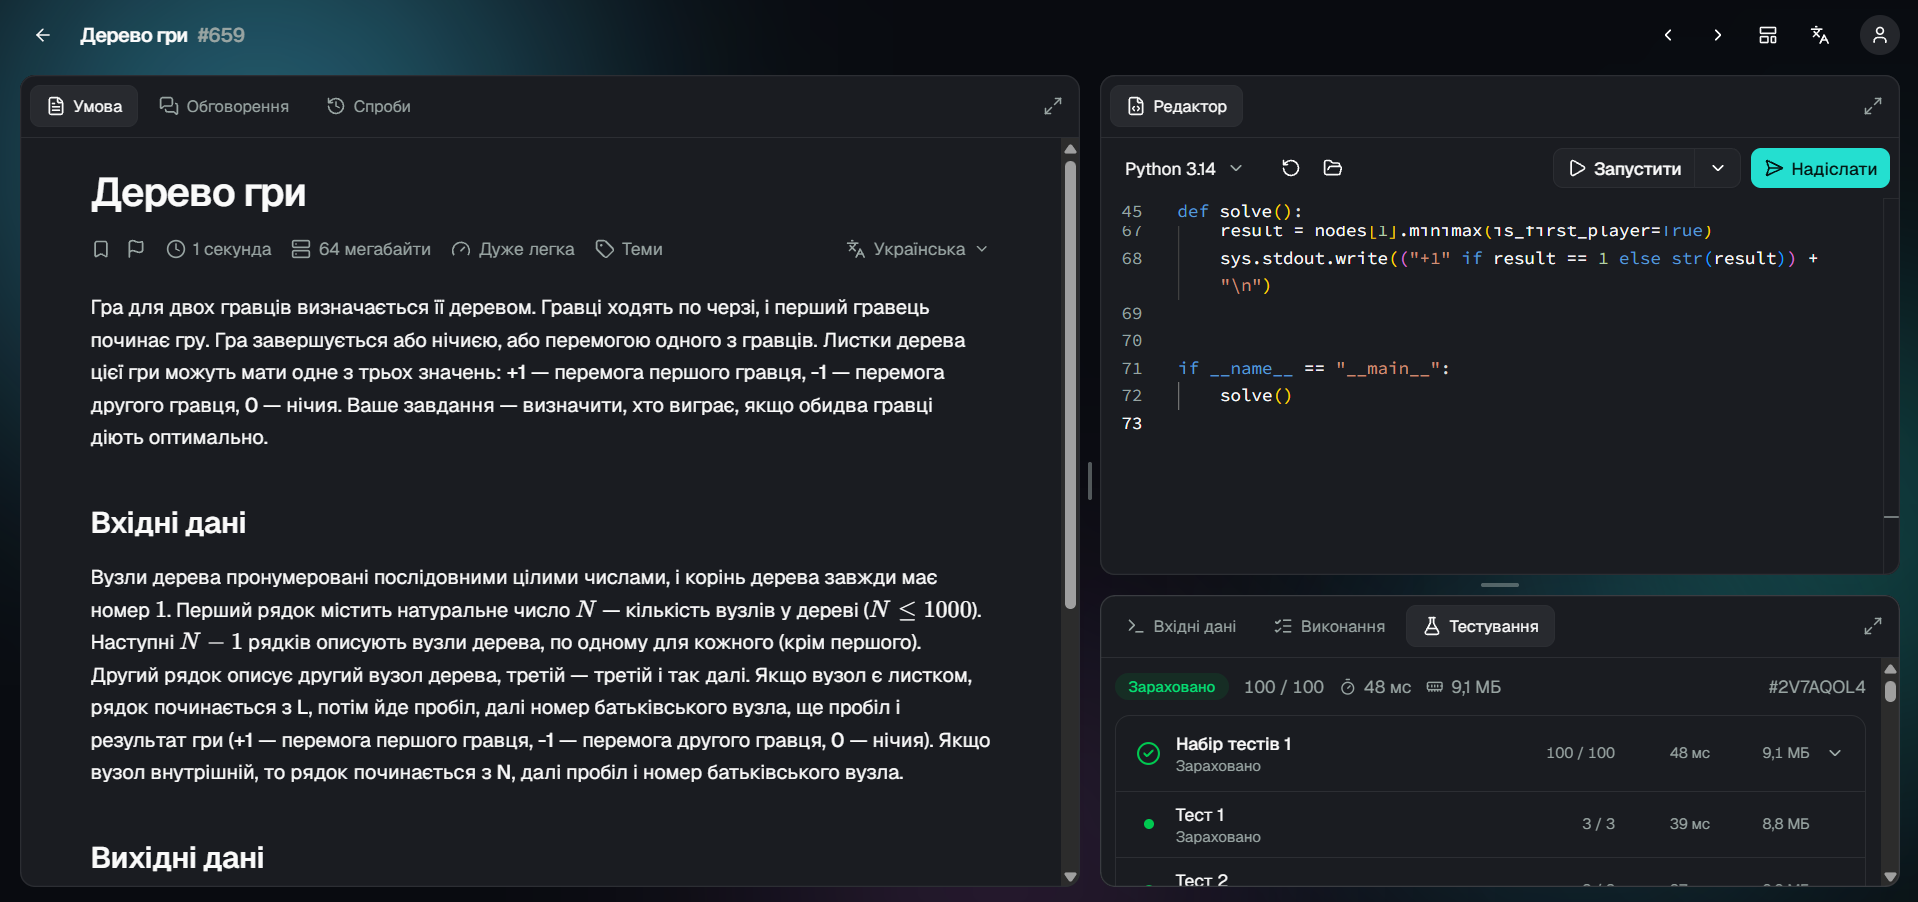 Дерево гри #659
Умова
Обговорення
Спроби
Дерево гри
1 секунда
64 мегабайти
Дуже легка
Теми
Українська
Гра для двох гравців визначається її деревом. Гравці ходять по черзі, і перший гравець
починає гру. Гра завершується або нічиєю, або перемогою одного з гравців. Листки дерева
цієї гри можуть мати одне з трьох значень: +1 — перемога першого гравця, -1 — перемога
другого гравця, 0 — нічия. Ваше завдання — визначити, хто виграє, якщо обидва гравці
діють оптимально.
Вхідні дані
Вузли дерева пронумеровані послідовними цілими числами, і корінь дерева завжди має
номер 1. Перший рядок містить натуральне число N — кількість вузлів у дереві (N ≤ 1000).
Наступні N − 1 рядків описують вузли дерева, по одному для кожного (крім першого).
Другий рядок описує другий вузол дерева, третій — третій і так далі. Якщо вузол є листком,
рядок починається з L, потім йде пробіл, далі номер батьківського вузла, ще пробіл і
результат гри (+1 — перемога першого гравця, -1 — перемога другого гравця, 0 — нічия). Якщо
вузол внутрішній, то рядок починається з N, далі пробіл і номер батьківського вузла.
Вихідні дані
Редактор
Python 3.14
Запустити
Надіслати
45 def solve():
67 result = nodes[1].minimax(is_first_player=True)
68 sys.stdout.write(("+1" if result == 1 else str(result)) +
"\n")
69
70
71 if __name__ == "__main__":
72 solve()
73
Вхідні дані
Виконання
Тестування
Зараховано 100 / 100 48 мс 9,1 МБ #2V7AQOL4
Набір тестів 1 100 / 100 48 мс 9,1 МБ
Зараховано
Тест 1 3 / 3 39 мс 8,8 МБ
Зараховано
Тест 2